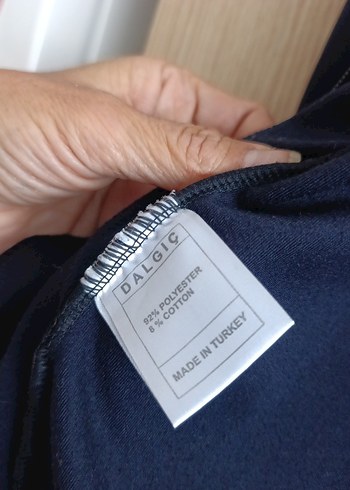 DALGIÇ
92% POLYESTER
8 % COTTON
MADE IN TURKEY